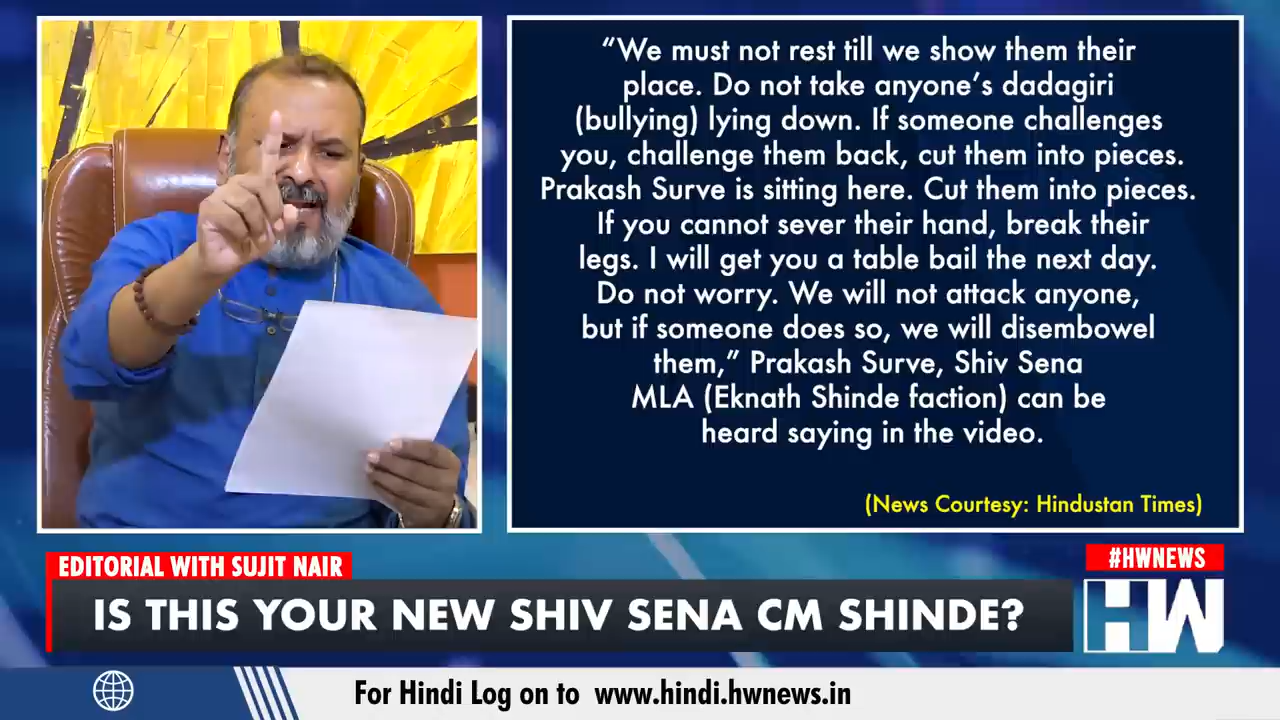 “We must not rest till we show them their
place. Do not take anyone’s dadagiri
(bullying) lying down. If someone challenges
you, challenge them back, cut them into pieces.
Prakash Surve is sitting here. Cut them into pieces.
If you cannot sever their hand, break their
legs. I will get you a table bail the next day.
Do not worry. We will not attack anyone,
but if someone does so, we will disembowel
them,” Prakash Surve, Shiv Sena
MLA (Eknath Shinde faction) can be
heard saying in the video.
(News Courtesy: Hindustan Times)
EDITORIAL WITH SUJIT NAIR
IS THIS YOUR NEW SHIV SENA CM SHINDE?
#HWNEWS
HW
For Hindi Log on to www.hindi.hwnews.in